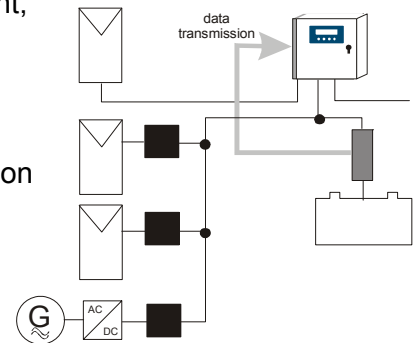 nt,
data
transmission
on
G
AC
DC